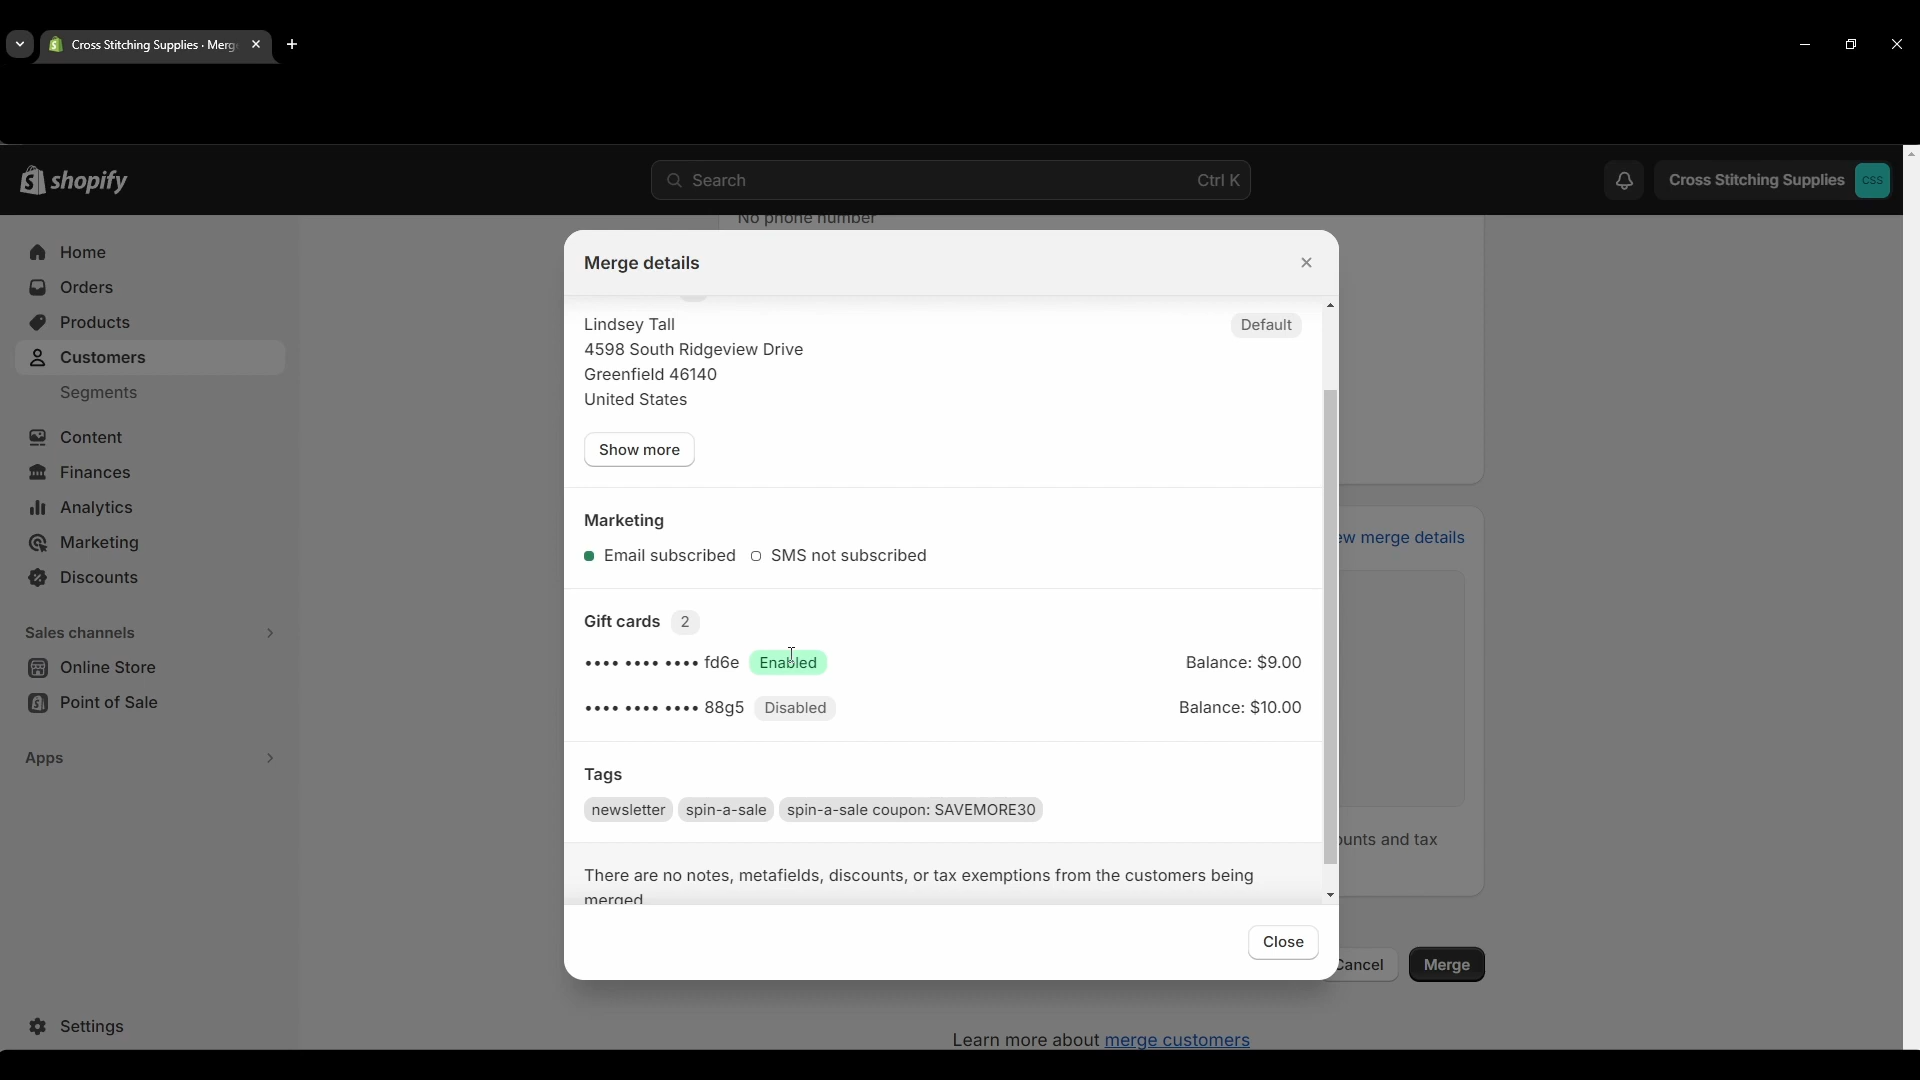 Cross Stitching Supplies · Merg
shopify
Search
Ctrl K
Cross Stitching Supplies
CSS
Home
Orders
Products
Customers
Segments
Content
Finances
Analytics
Marketing
Discounts
Sales channels
Online Store
Point of Sale
Apps
Settings
No phone number
Merge details
Lindsey Tall
Default
4598 South Ridgeview Drive
Greenfield 46140
United States
Show more
Marketing
Email subscribed
SMS not subscribed
Gift cards 2
•••• •••• •••• fd6e Enabled Balance: $9.00
•••• •••• •••• 88g5 Disabled Balance: $10.00
Tags
newsletter spin-a-sale spin-a-sale coupon: SAVEMORE30
There are no notes, metafields, discounts, or tax exemptions from the customers being
merged
Close
ew merge details
ounts and tax
Cancel
Merge
Learn more about merge customers